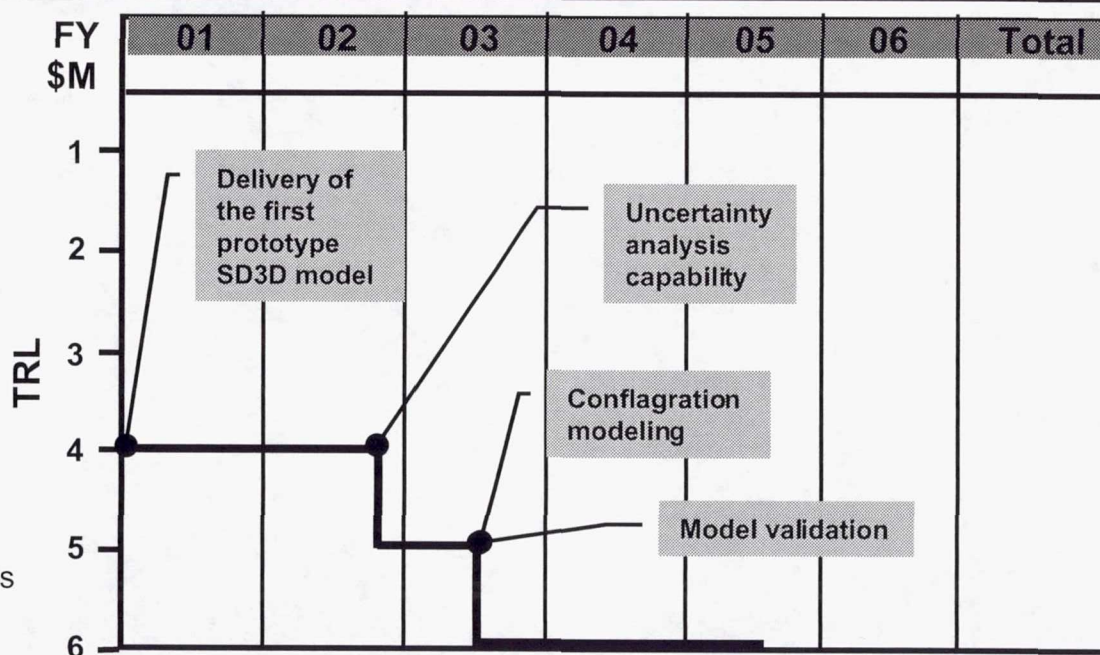 FY 01 02 03 04 05 06 Total
$M
1
Delivery of
the first
prototype
SD3D model
Uncertainty
analysis
capability
2
3
TRL
Conflagration
modeling
4
Model validation
5
s
6